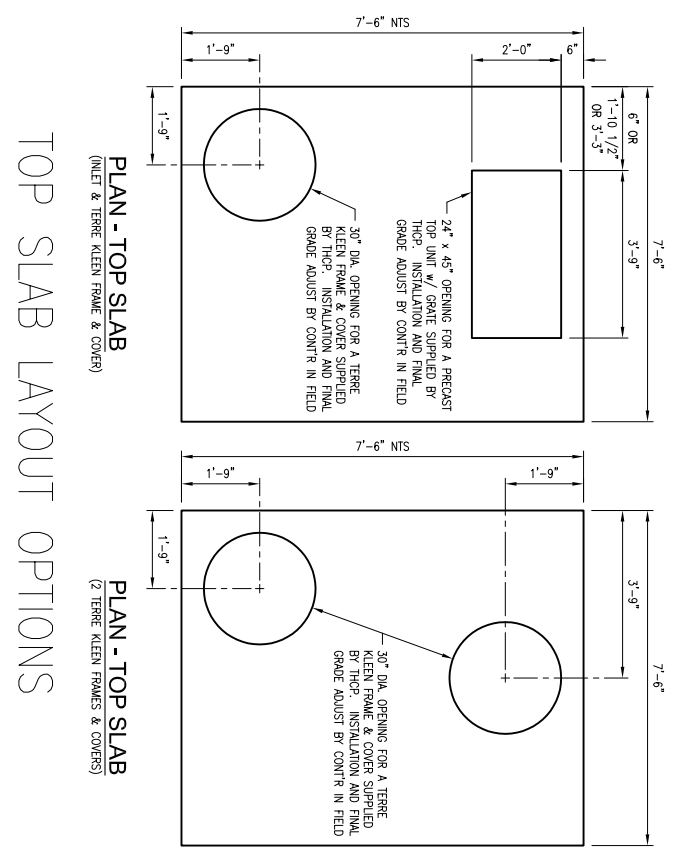 7'-6" NTS
1'-9"
2'-0"
6"
1'-9"
6" OR
1'-10 1/2"
OR 3'-3"
3'-9"
7'-6"
24" x 45" OPENING FOR A PRECAST
TOP UNIT w/ GRATE SUPPLIED BY
THCP. INSTALLATION AND FINAL
GRADE ADJUST BY CONT'R IN FIELD
30" DIA. OPENING FOR A TERRE
KLEEN FRAME & COVER SUPPLIED
BY THCP. INSTALLATION AND FINAL
GRADE ADJUST BY CONT'R IN FIELD
PLAN - TOP SLAB
(INLET & TERRE KLEEN FRAME & COVER)
7'-6" NTS
1'-9"
1'-9"
1'-9"
3'-9"
7'-6"
30" DIA. OPENING FOR A TERRE
KLEEN FRAME & COVER SUPPLIED
BY THCP. INSTALLATION AND FINAL
GRADE ADJUST BY CONT'R IN FIELD
PLAN - TOP SLAB
(2 TERRE KLEEN FRAMES & COVERS)
TOP SLAB LAYOUT OPTIONS